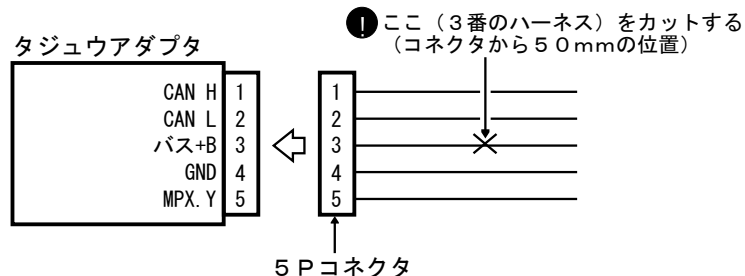 ! ここ（３番のハーネス）をカットする
（コネクタから５０ｍｍの位置）
タジュウアダプタ
CAN H 1
CAN L 2
バス+B 3
GND 4
MPX.Y 5
1
2
3
4
5
５Ｐコネクタ